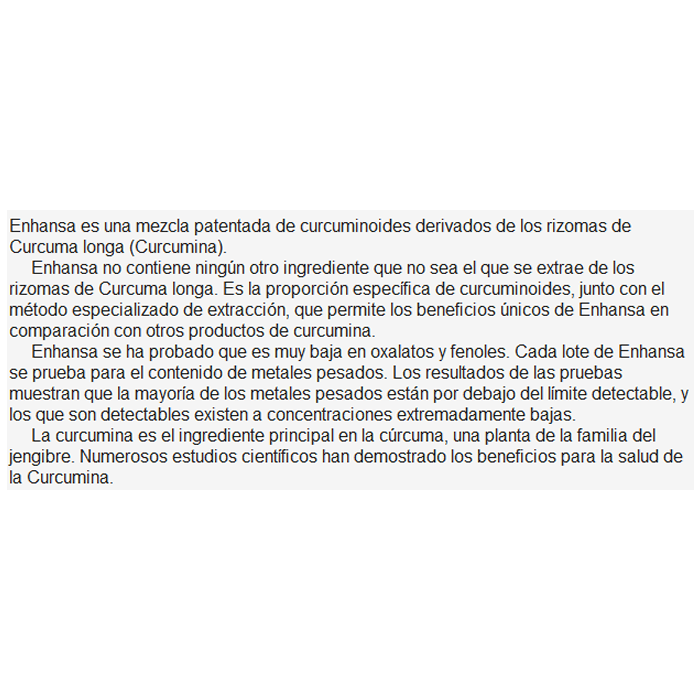 Enhansa es una mezcla patentada de curcuminoides derivados de los rizomas de
Curcuma longa (Curcumina).
Enhansa no contiene ningún otro ingrediente que no sea el que se extrae de los
rizomas de Curcuma longa. Es la proporción específica de curcuminoides, junto con el
método especializado de extracción, que permite los beneficios únicos de Enhansa en
comparación con otros productos de curcumina.
Enhansa se ha probado que es muy baja en oxalatos y fenoles. Cada lote de Enhansa
se prueba para el contenido de metales pesados. Los resultados de las pruebas
muestran que la mayoría de los metales pesados están por debajo del límite detectable, y
los que son detectables existen a concentraciones extremadamente bajas.
La curcumina es el ingrediente principal en la cúrcuma, una planta de la familia del
jengibre. Numerosos estudios científicos han demostrado los beneficios para la salud de
la Curcumina.